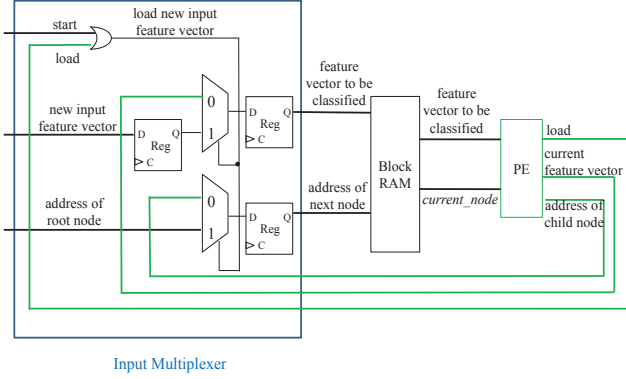 start
load new input
feature vector
load
new input
feature vector
D Q
Reg
C
0
1
D Q
Reg
C
feature
vector to be
classified
feature
vector to be
classified
Block
RAM
PE
load
current
feature vector
address of
child node
address of
root node
0
1
D Q
Reg
C
address of
next node
current_node
Input Multiplexer